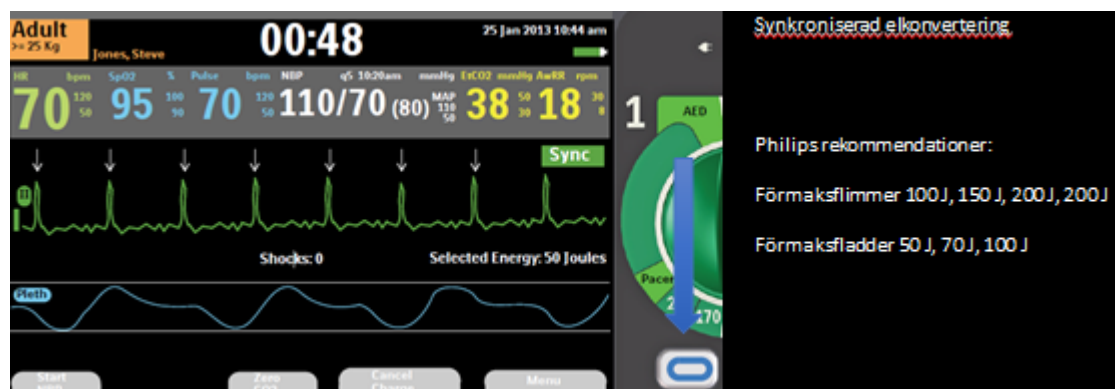 Adult
>= 25 Kg
Jones, Steve
00:48
25 Jan 2013 10:44 am
HR bpm SpO2 % Pulse bpm NBP q5 10:20am mmHg EtCO2 mmHg AwRR rpm
70 120 50 95 100 90 70 120 50 110/70 (80) MAP 110 50 38 50 30 18 30 8
Sync
II
Shocks: 0 Selected Energy: 50 Joules
Pleth
Start
Zero
Cancel
Charge
Menu
1
AED
Pacer
170
Synkroniserad elkonvertering
Philips rekommendationer:
Förmaksflimmer 100 J, 150 J, 200 J, 200 J
Förmaksfladder 50 J, 70 J, 100 J